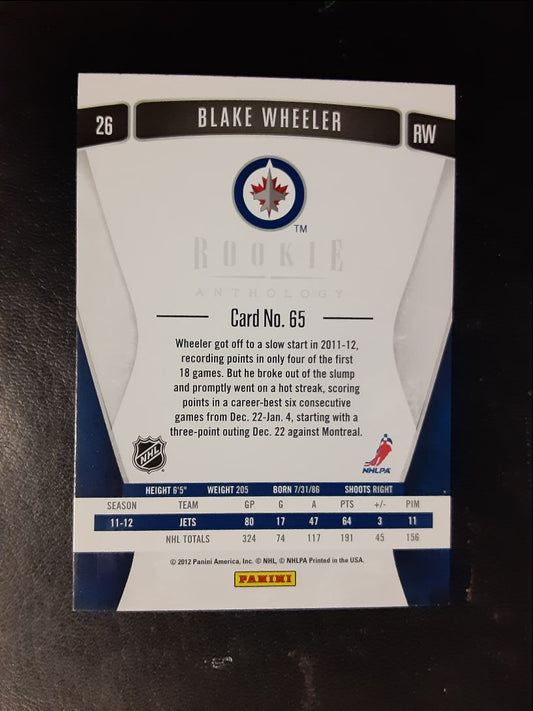 26 BLAKE WHEELER RW
TM
ROOKIE
ANTHOLOGY
Card No. 65
Wheeler got off to a slow start in 2011-12,
recording points in only four of the first
18 games. But he broke out of the slump
and promptly went on a hot streak, scoring
points in a career-best six consecutive
games from Dec. 22-Jan. 4, starting with a
three-point outing Dec. 22 against Montreal.
NHL NHLPA
HEIGHT 6'5" WEIGHT 205 BORN 7/31/86 SHOOTS RIGHT
SEASON TEAM GP G A PTS +/- PIM
11-12 JETS 80 17 47 64 3 11
NHL TOTALS 324 74 117 191 45 156
© 2012 Panini America, Inc. © NHL, © NHLPA Printed in the USA.
PANINI